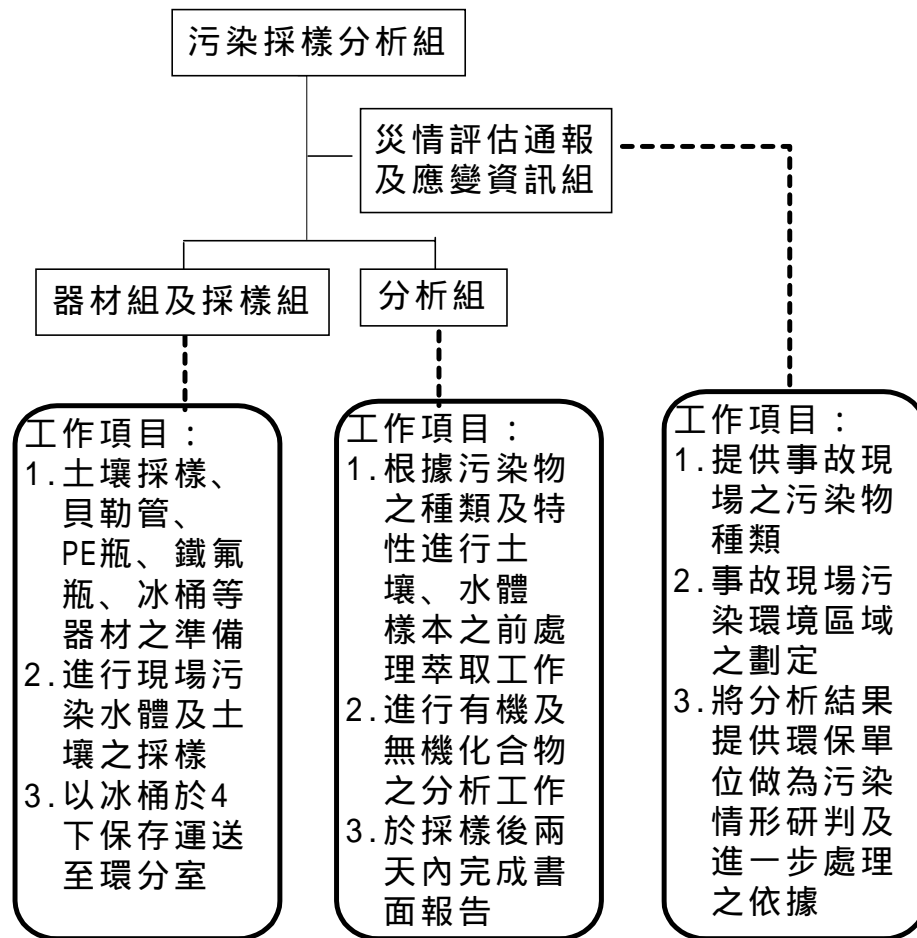 污染採樣分析組
災情評估通報
及應變資訊組
器材組及採樣組
分析組
工作項目：
1.土壤採樣、
貝勒管、
PE瓶、鐵氟
瓶、冰桶等
器材之準備
2.進行現場污
染水體及土
壤之採樣
3.以冰桶於4
下保存運送
至環分室
工作項目：
1.根據污染物
之種類及特
性進行土
壤、水體
樣本之前處
理萃取工作
2.進行有機及
無機化合物
之分析工作
3.於採樣後兩
天內完成書
面報告
工作項目：
1.提供事故現
場之污染物
種類
2.事故現場污
染環境區域
之劃定
3.將分析結果
提供環保單
位做為污染
情形研判及
進一步處理
之依據